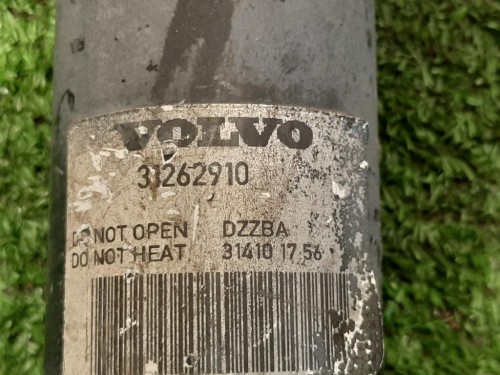 VOLVO
31262910
DO NOT OPEN DZZBA
DO NOT HEAT 31410 17.56